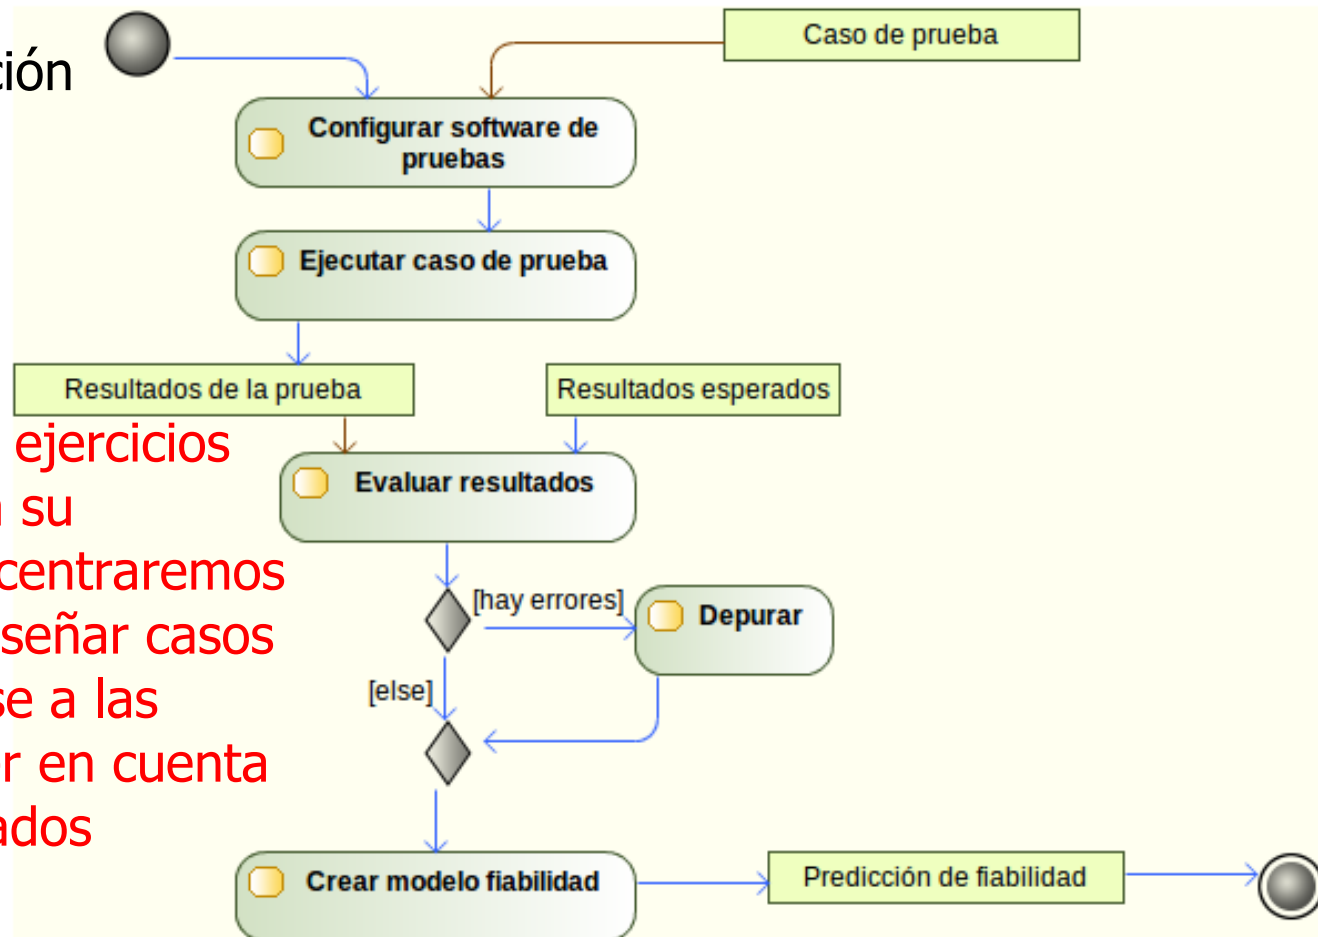 Caso de prueba
ción
Configurar software de
pruebas
Ejecutar caso de prueba
Resultados de la prueba
Resultados esperados
ejercicios
su
Evaluar resultados
centraremos
[hay errores]
Depurar
señar casos
[else]
se a las
r en cuenta
ados
Crear modelo fiabilidad
Predicción de fiabilidad